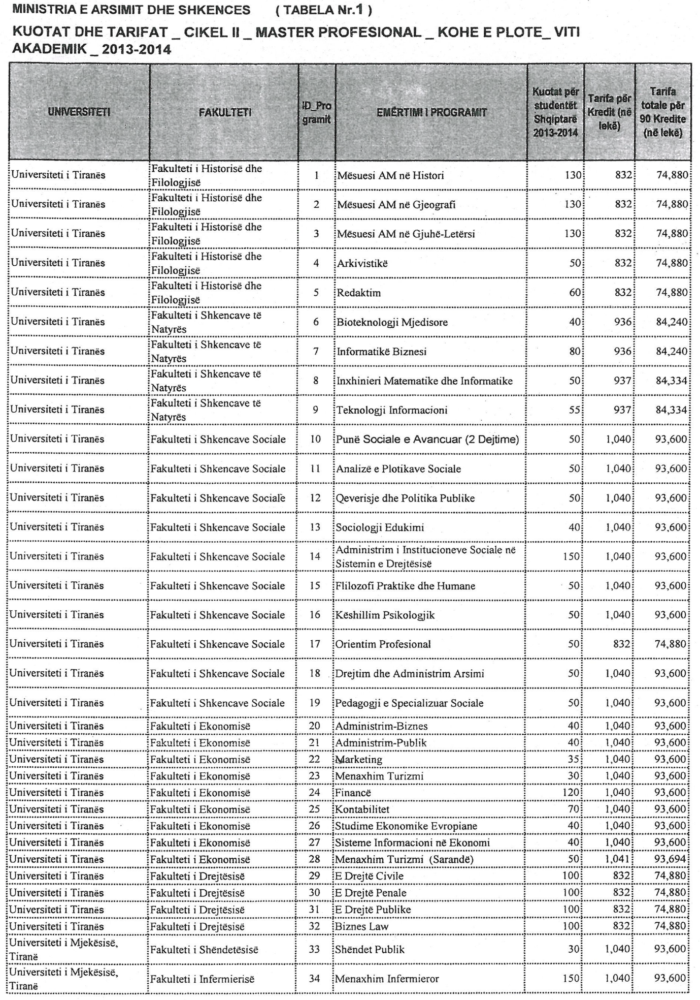 MINISTRIA E ARSIMIT DHE SHKENCES ( TABELA Nr.1 )
KUOTAT DHE TARIFAT _ CIKEL II _ MASTER PROFESIONAL _ KOHE E PLOTE_ VITI
AKADEMIK _ 2013-2014
UNIVERSITETI FAKULTETI ID_Pro gramit EMËRTIMI I PROGRAMIT Kuotat për studentët Shqiptarë 2013-2014 Tarifa për Kredit (në lekë) Tarifa totale për 90 Kredite (në lekë)
Universiteti i Tiranës Fakulteti i Historisë dhe Filologjisë 1 Mësuesi AM në Histori 130 832 74,880
Universiteti i Tiranës Fakulteti i Historisë dhe Filologjisë 2 Mësuesi AM në Gjeografi 130 832 74,880
Universiteti i Tiranës Fakulteti i Historisë dhe Filologjisë 3 Mësuesi AM në Gjuhë-Letërsi 130 832 74,880
Universiteti i Tiranës Fakulteti i Historisë dhe Filologjisë 4 Arkivistikë 50 832 74,880
Universiteti i Tiranës Fakulteti i Historisë dhe Filologjisë 5 Redaktim 60 832 74,880
Universiteti i Tiranës Fakulteti i Shkencave të Natyrës 6 Bioteknologji Mjedisore 40 936 84,240
Universiteti i Tiranës Fakulteti i Shkencave të Natyrës 7 Informatikë Biznesi 80 936 84,240
Universiteti i Tiranës Fakulteti i Shkencave të Natyrës 8 Inxhinieri Matematike dhe Informatike 50 937 84,334
Universiteti i Tiranës Fakulteti i Shkencave të Natyrës 9 Teknologji Informacioni 55 937 84,334
Universiteti i Tiranës Fakulteti i Shkencave Sociale 10 Punë Sociale e Avancuar (2 Dejtime) 50 1,040 93,600
Universiteti i Tiranës Fakulteti i Shkencave Sociale 11 Analizë e Plotikave Sociale 50 1,040 93,600
Universiteti i Tiranës Fakulteti i Shkencave Sociale 12 Qeverisje dhe Politika Publike 50 1,040 93,600
Universiteti i Tiranës Fakulteti i Shkencave Sociale 13 Sociologji Edukimi 40 1,040 93,600
Universiteti i Tiranës Fakulteti i Shkencave Sociale 14 Administrim i Institucioneve Sociale në Sistemin e Drejtësisë 150 1,040 93,600
Universiteti i Tiranës Fakulteti i Shkencave Sociale 15 Flilozofi Praktike dhe Humane 50 1,040 93,600
Universiteti i Tiranës Fakulteti i Shkencave Sociale 16 Këshillim Psikologjik 50 1,040 93,600
Universiteti i Tiranës Fakulteti i Shkencave Sociale 17 Orientim Profesional 50 832 74,880
Universiteti i Tiranës Fakulteti i Shkencave Sociale 18 Drejtim dhe Administrim Arsimi 50 1,040 93,600
Universiteti i Tiranës Fakulteti i Shkencave Sociale 19 Pedagogji e Specializuar Sociale 50 1,040 93,600
Universiteti i Tiranës Fakulteti i Ekonomisë 20 Administrim-Biznes 40 1,040 93,600
Universiteti i Tiranës Fakulteti i Ekonomisë 21 Administrim-Publik 40 1,040 93,600
Universiteti i Tiranës Fakulteti i Ekonomisë 22 Marketing 35 1,040 93,600
Universiteti i Tiranës Fakulteti i Ekonomisë 23 Menaxhim Turizmi 30 1,040 93,600
Universiteti i Tiranës Fakulteti i Ekonomisë 24 Financë 120 1,040 93,600
Universiteti i Tiranës Fakulteti i Ekonomisë 25 Kontabilitet 70 1,040 93,600
Universiteti i Tiranës Fakulteti i Ekonomisë 26 Studime Ekonomike Evropiane 40 1,040 93,600
Universiteti i Tiranës Fakulteti i Ekonomisë 27 Sisteme Informacioni në Ekonomi 40 1,040 93,600
Universiteti i Tiranës Fakulteti i Ekonomisë 28 Menaxhim Turizmi (Sarandë) 50 1,041 93,694
Universiteti i Tiranës Fakulteti i Drejtësisë 29 E Drejtë Civile 100 832 74,880
Universiteti i Tiranës Fakulteti i Drejtësisë 30 E Drejtë Penale 100 832 74,880
Universiteti i Tiranës Fakulteti i Drejtësisë 31 E Drejtë Publike 100 832 74,880
Universiteti i Tiranës Fakulteti i Drejtësisë 32 Biznes Law 100 832 74,880
Universiteti i Mjekësisë, Tiranë Fakulteti i Shëndetësisë 33 Shëndet Publik 30 1,040 93,600
Universiteti i Mjekësisë, Tiranë Fakulteti i Infermierisë 34 Menaxhim Infermieror 150 1,040 93,600